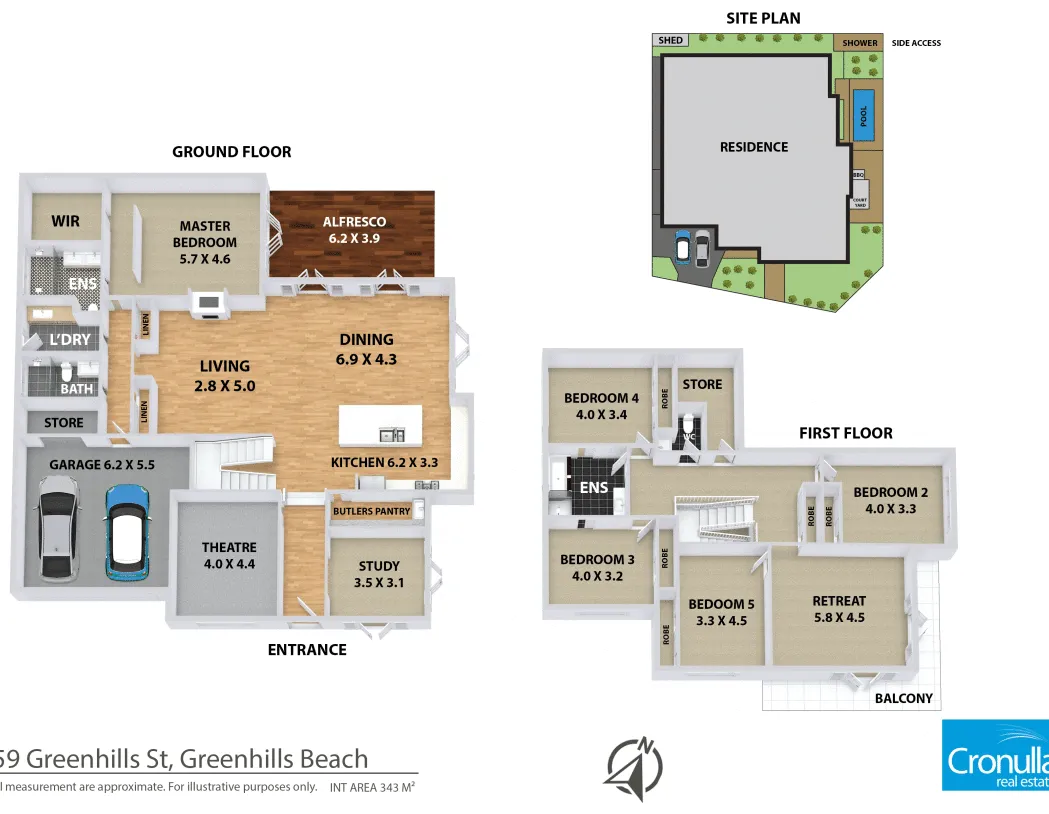 SITE PLAN
SHED
SHOWER
SIDE ACCESS
POOL
RESIDENCE
BBQ
COURT
YARD
GROUND FLOOR
WIR
MASTER
BEDROOM
5.7 X 4.6
ALFRESCO
6.2 X 3.9
ENS
LINEN
L'DRY
LIVING
2.8 X 5.0
DINING
6.9 X 4.3
BATH
LINEN
STORE
GARAGE 6.2 X 5.5
KITCHEN 6.2 X 3.3
BUTLERS PANTRY
THEATRE
4.0 X 4.4
STUDY
3.5 X 3.1
ENTRANCE
FIRST FLOOR
BEDROOM 4
4.0 X 3.4
ROBE
STORE
WC
ENS
BEDROOM 2
4.0 X 3.3
ROBE
ROBE
BEDROOM 3
4.0 X 3.2
ROBE
ROBE
BEDOOM 5
3.3 X 4.5
RETREAT
5.8 X 4.5
BALCONY
59 Greenhills St, Greenhills Beach
l measurement are approximate. For illustrative purposes only. INT AREA 343 M²
N
Cronulla
real estat